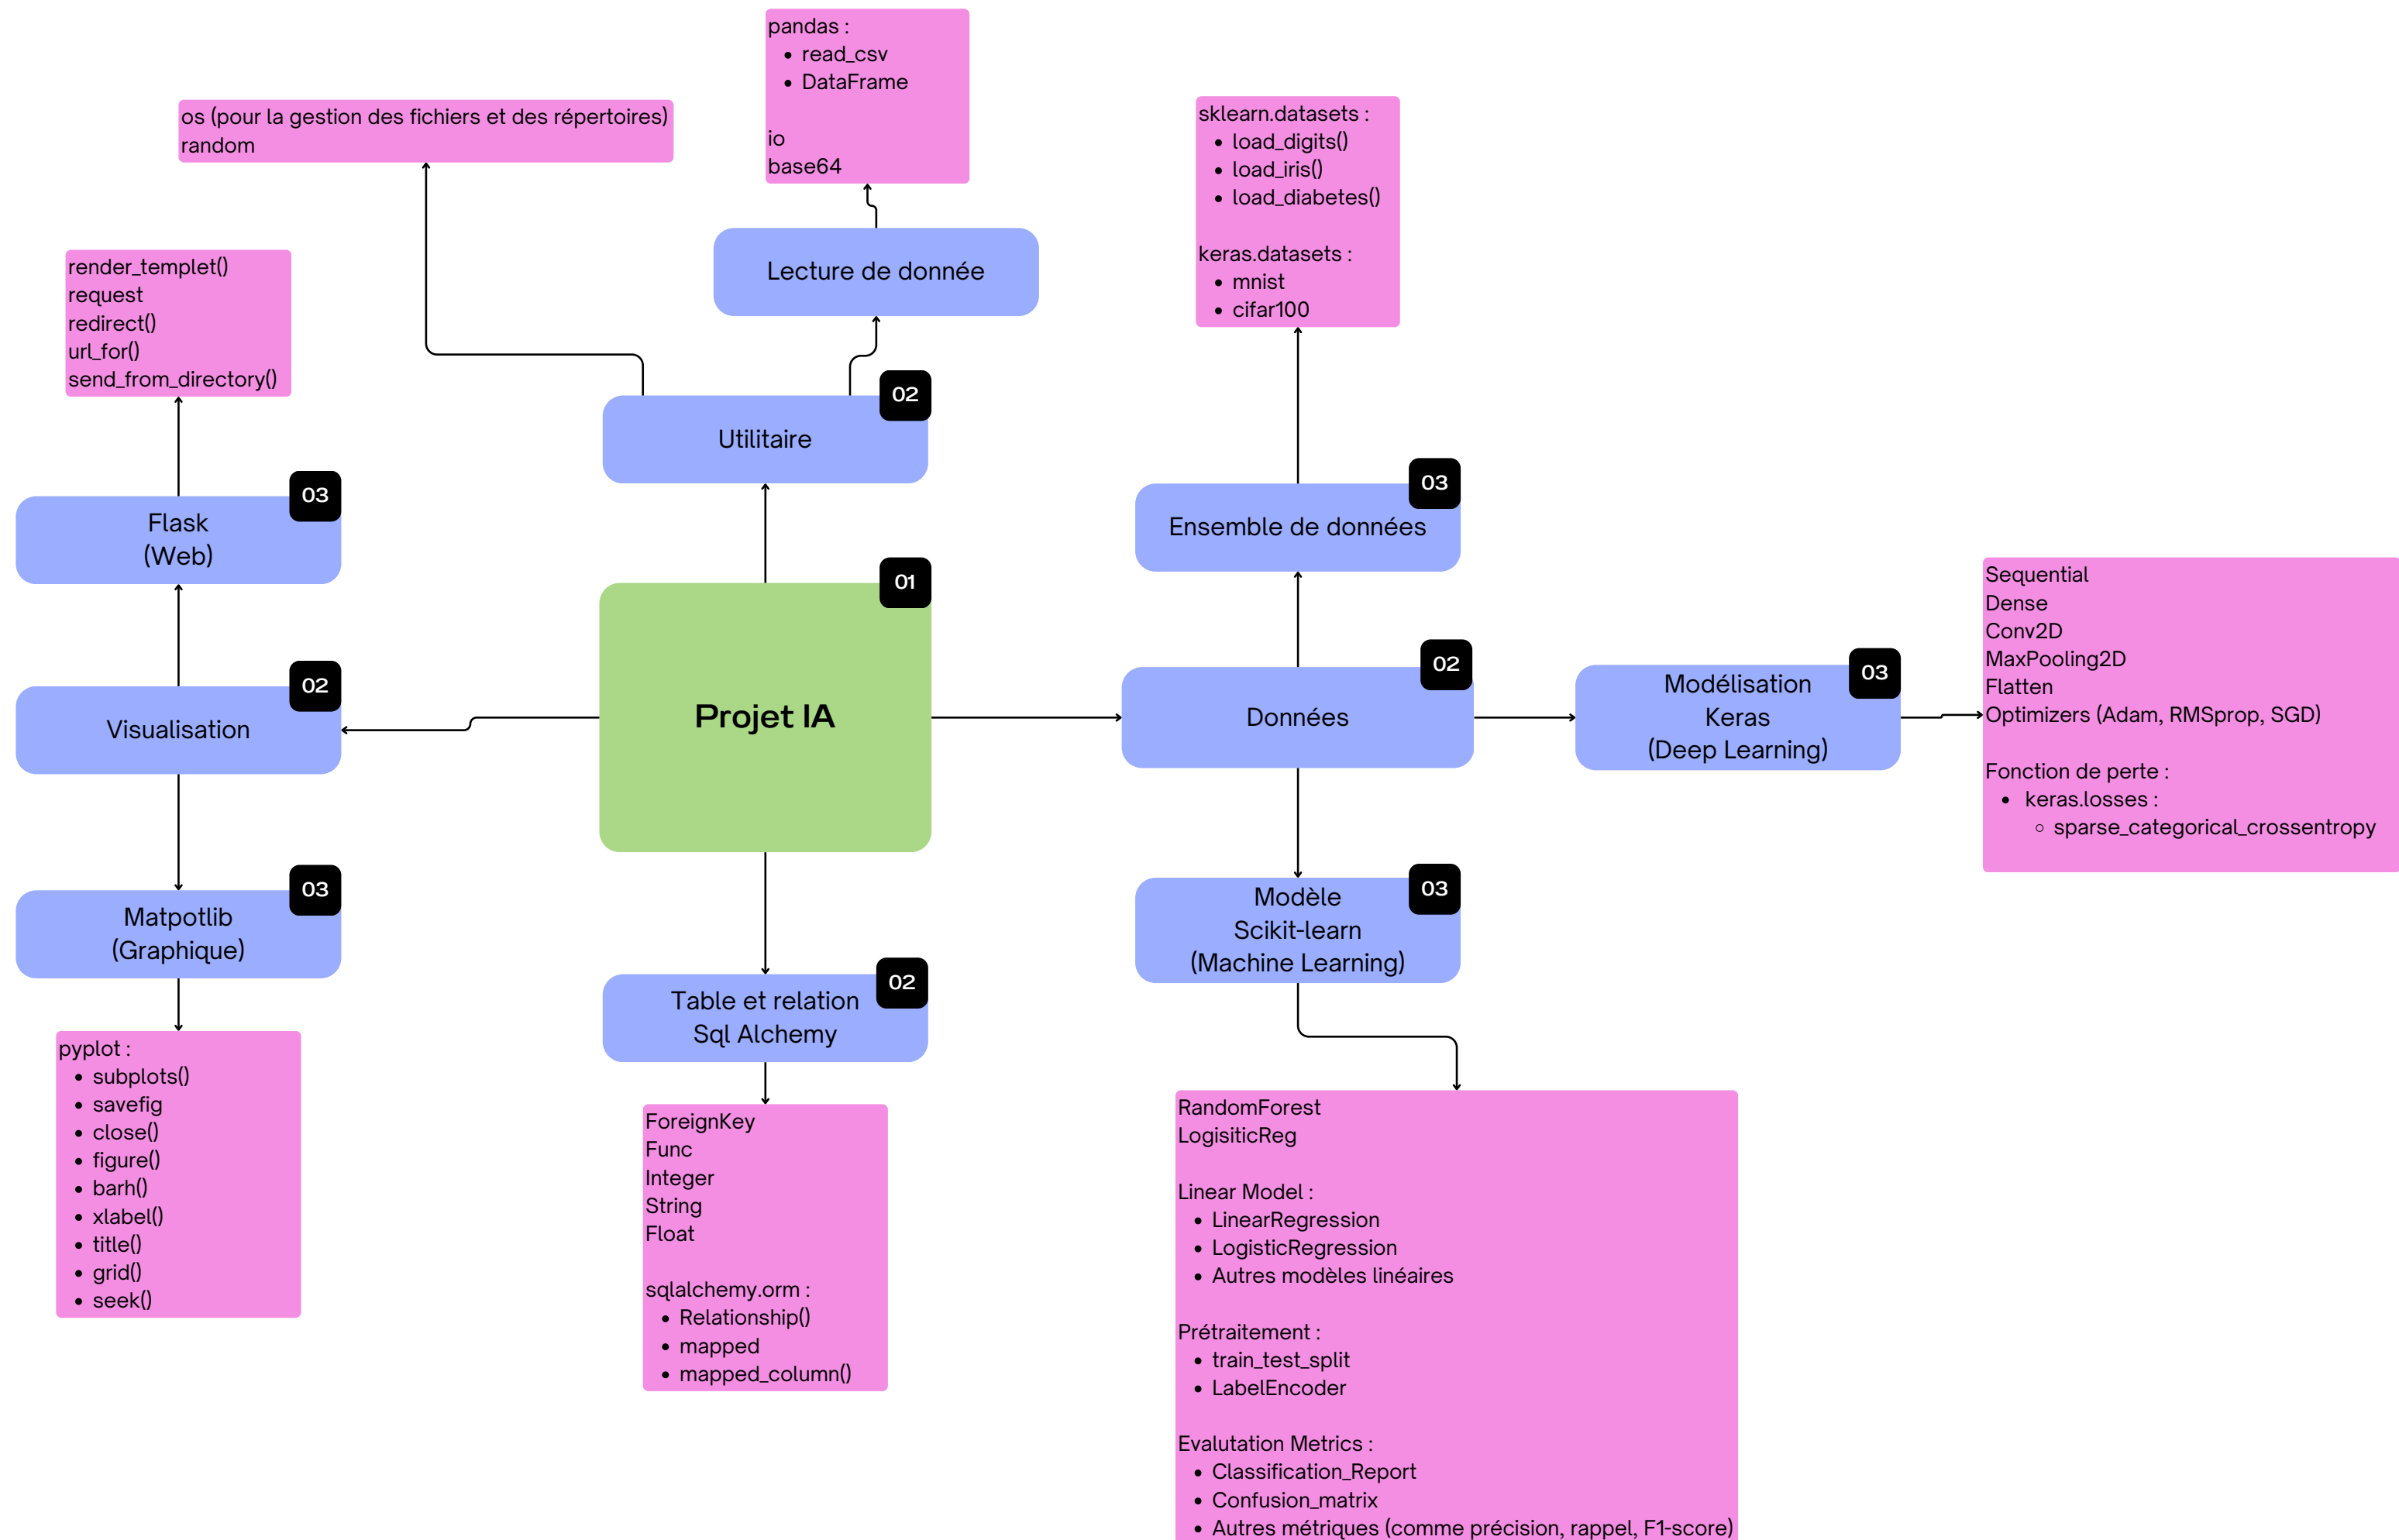 pandas :
read_csv
DataFrame
io
base64
os (pour la gestion des fichiers et des répertoires)
random
sklearn.datasets :
load_digits()
load_iris()
load_diabetes()
keras.datasets :
mnist
cifar100
Lecture de donnée
render_templet()
request
redirect()
url_for()
send_from_directory()
02
Utilitaire
03
Flask
(Web)
03
Ensemble de données
01
Projet IA
02
Visualisation
02
Données
03
Modélisation
Keras
(Deep Learning)
Sequential
Dense
Conv2D
MaxPooling2D
Flatten
Optimizers (Adam, RMSprop, SGD)
Fonction de perte :
keras.losses :
sparse_categorical_crossentropy
03
Matpotlib
(Graphique)
03
Modèle
Scikit-learn
(Machine Learning)
02
Table et relation
Sql Alchemy
pyplot :
subplots()
savefig
close()
figure()
barh()
xlabel()
title()
grid()
seek()
ForeignKey
Func
Integer
String
Float
sqlalchemy.orm :
Relationship()
mapped
mapped_column()
RandomForest
LogisiticReg
Linear Model :
LinearRegression
LogisticRegression
Autres modèles linéaires
Prétraitement :
train_test_split
LabelEncoder
Evalutation Metrics :
Classification_Report
Confusion_matrix
Autres métriques (comme précision, rappel, F1-score)